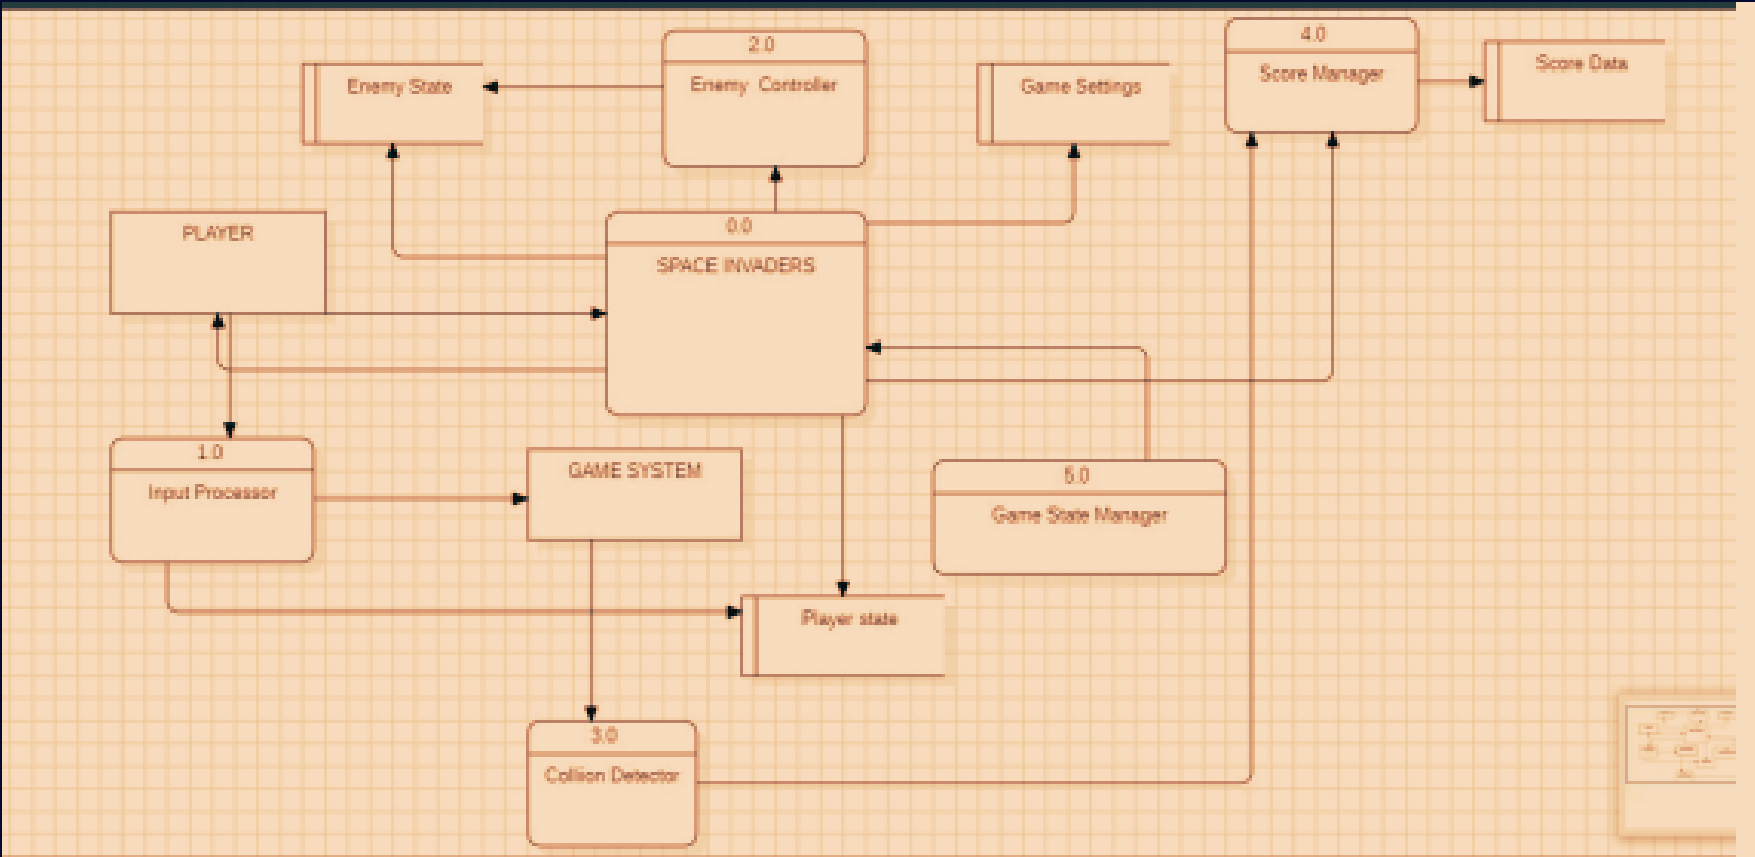 2.0
Enemy Controller
Enemy State
Game Settings
4.0
Score Manager
Score Data
PLAYER
0.0
SPACE INVADERS
1.0
Input Processor
GAME SYSTEM
5.0
Game State Manager
Player state
3.0
Collion Detector